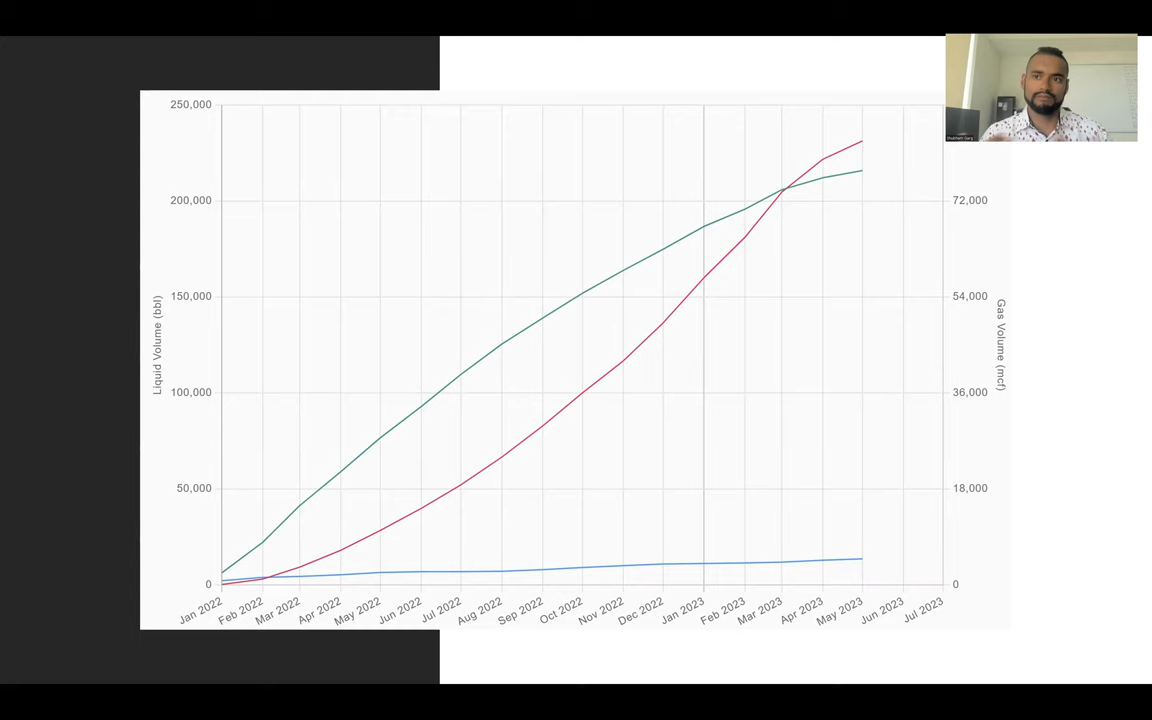 250,000
200,000
150,000
100,000
50,000
0
Liquid Volume (bbl)
72,000
54,000
36,000
18,000
0
Gas Volume (mcf)
Jan 2022
Feb 2022
Mar 2022
Apr 2022
May 2022
Jun 2022
Jul 2022
Aug 2022
Sep 2022
Oct 2022
Nov 2022
Dec 2022
Jan 2023
Feb 2023
Mar 2023
Apr 2023
May 2023
Jun 2023
Jul 2023